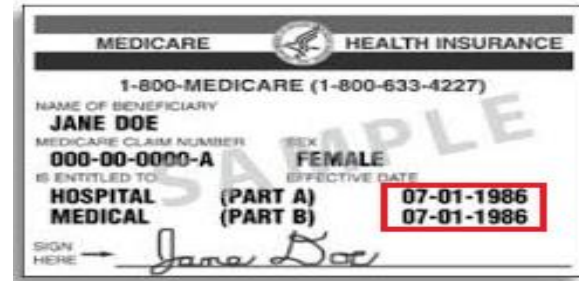 MEDICARE HEALTH INSURANCE
1-800-MEDICARE (1-800-633-4227)
NAME OF BENEFICIARY
JANE DOE
MEDICARE CLAIM NUMBER SEX
000-00-0000-A FEMALE
IS ENTITLED TO EFFECTIVE DATE
HOSPITAL (PART A) 07-01-1986
MEDICAL (PART B) 07-01-1986
SIGN HERE Jane Doe
SAMPLE